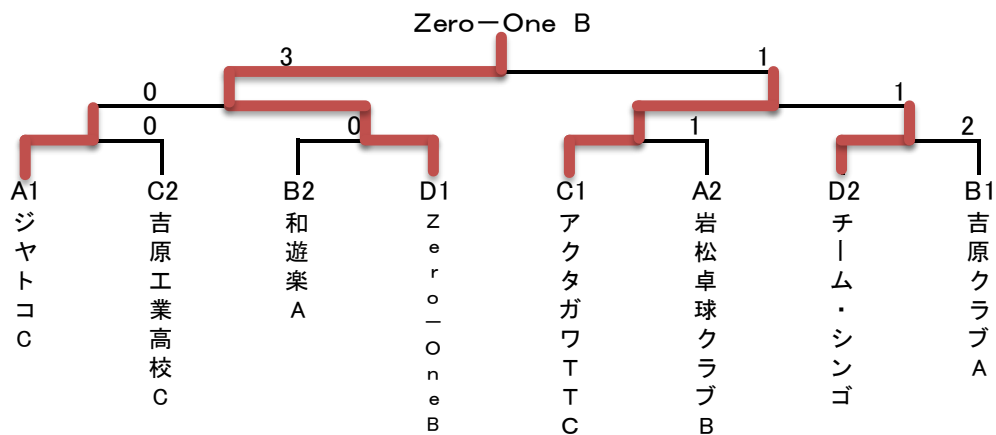 Zero－One B
3
1
0
1
0
0
1
2
A1
C2
B2
D1
C1
A2
D2
B1
ジヤトコC
吉原工業高校C
和遊楽A
Zero－OneB
アクタガワTTC
岩松卓球クラブB
チーム・シンゴ
吉原クラブA